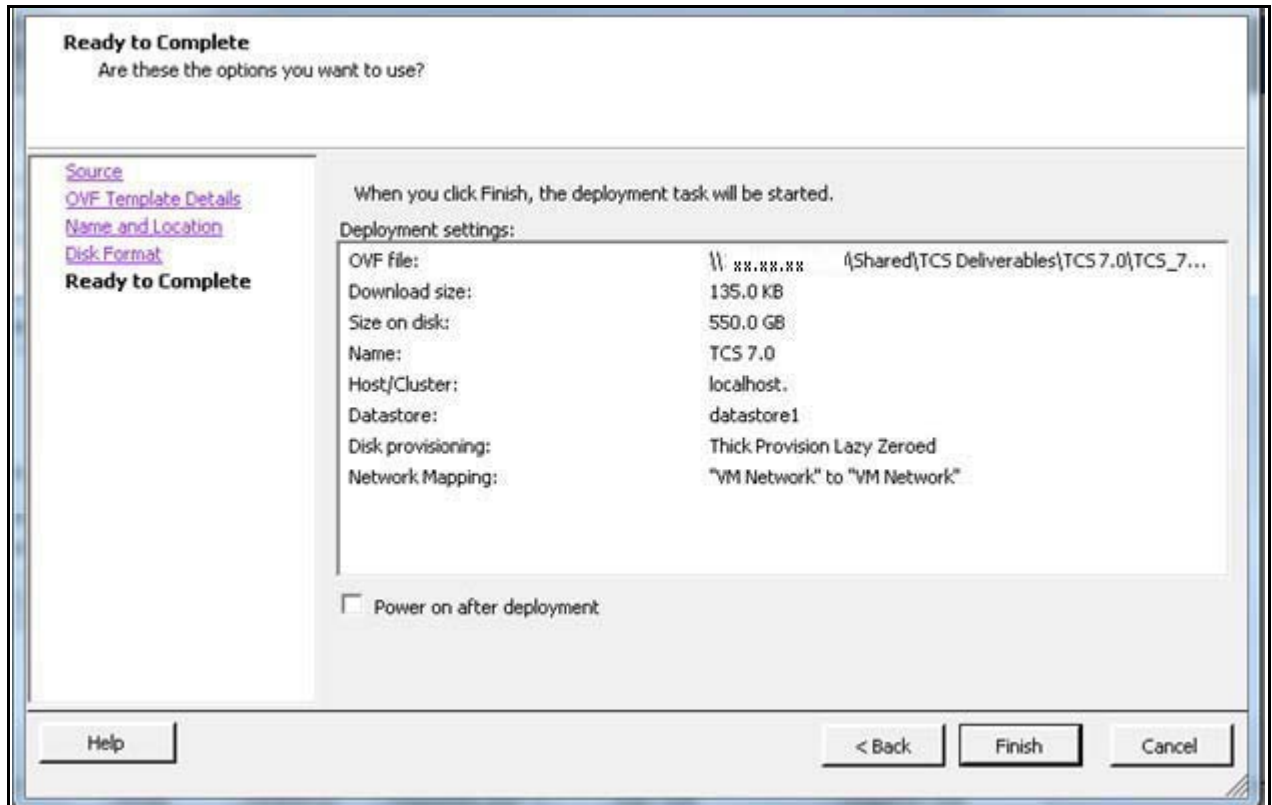 Ready to Complete
Are these the options you want to use?
Source
OVF Template Details
Name and Location
Disk Format
Ready to Complete
When you click Finish, the deployment task will be started.
Deployment settings:
OVF file: \\ xx.xx.xx \Shared\TCS Deliverables\TCS 7.0\TCS_7...
Download size: 135.0 KB
Size on disk: 550.0 GB
Name: TCS 7.0
Host/Cluster: localhost.
Datastore: datastore1
Disk provisioning: Thick Provision Lazy Zeroed
Network Mapping: "VM Network" to "VM Network"
Power on after deployment
Help < Back Finish Cancel